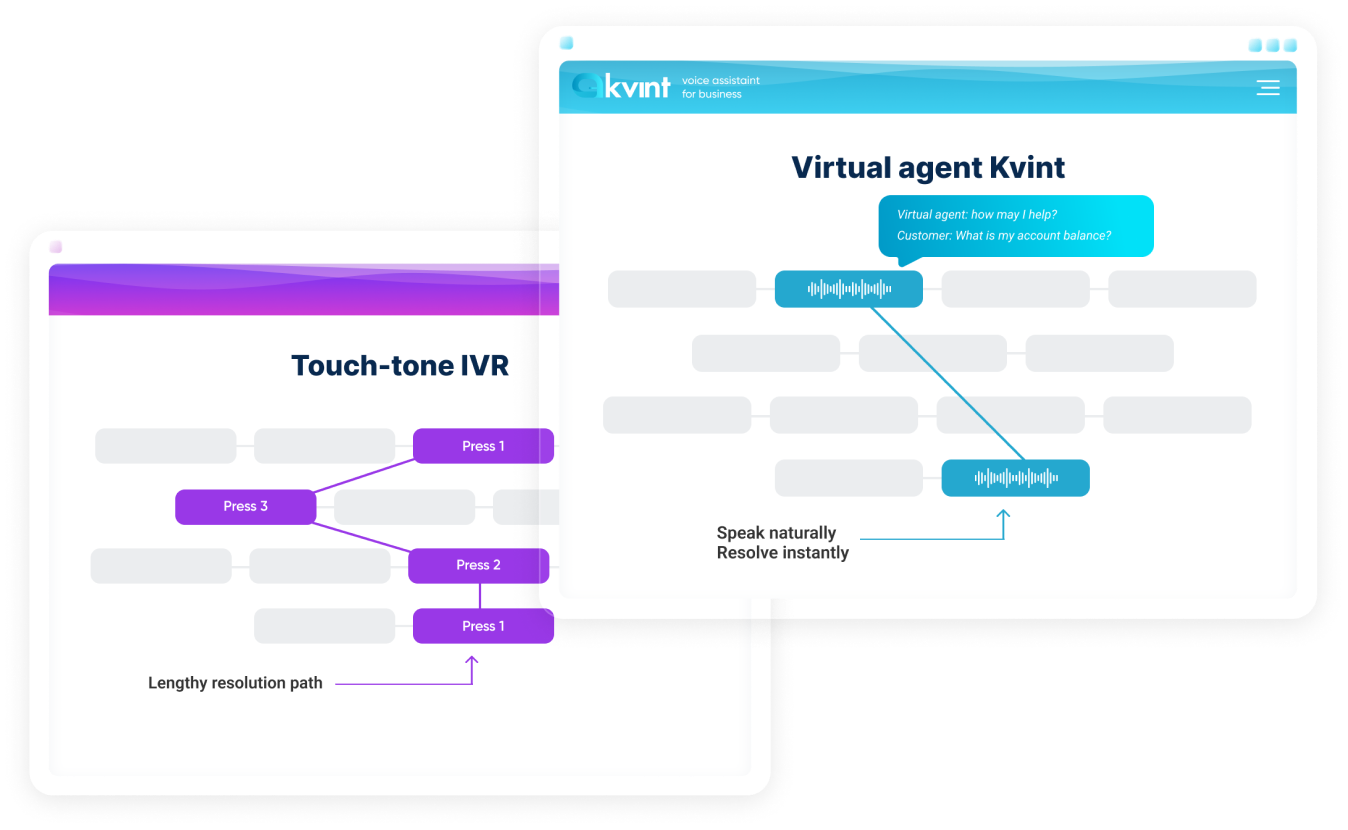 kvint
voice assistaint
for business
Virtual agent Kvint
Virtual agent: how may I help?
Customer: What is my account balance?
Speak naturally
Resolve instantly
Touch-tone IVR
Press 1
Press 3
Press 2
Press 1
Lengthy resolution path